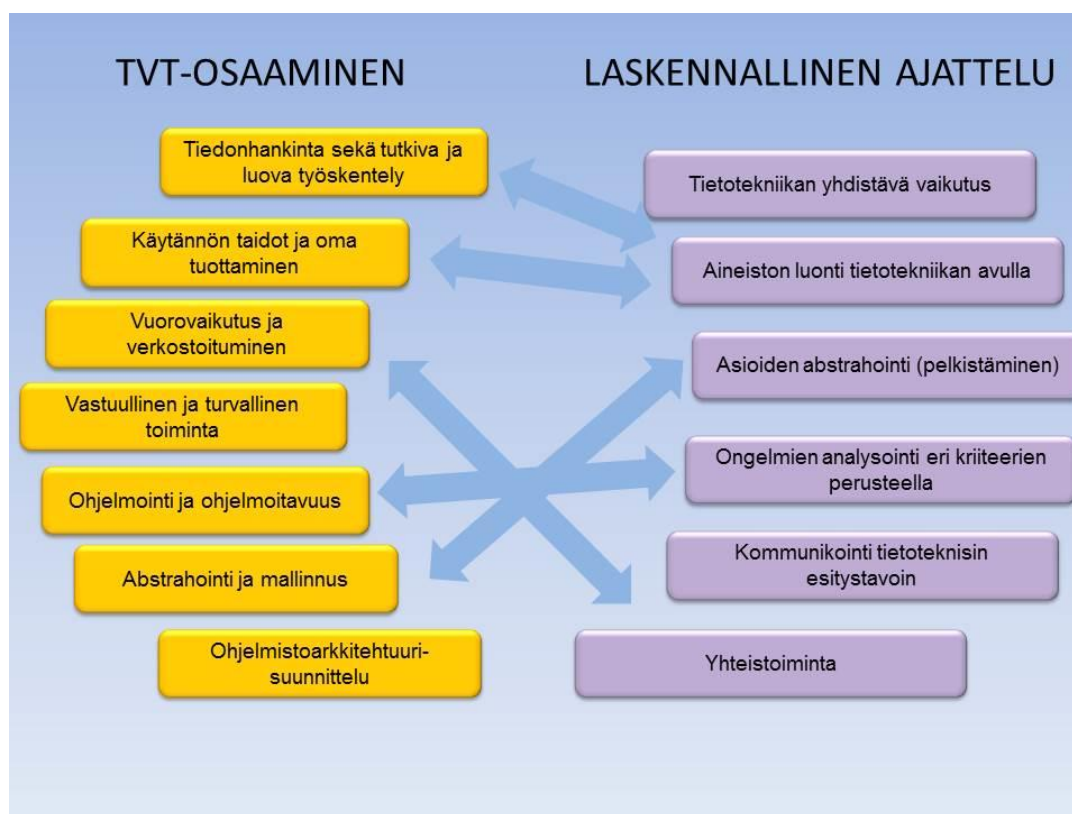 TVT-OSAAMINEN
Tiedonhankinta sekä tutkiva ja
luova työskentely
Käytännön taidot ja oma
tuottaminen
Vuorovaikutus ja
verkostoituminen
Vastuullinen ja turvallinen
toiminta
Ohjelmointi ja ohjelmoitavuus
Abstrahointi ja mallinnus
Ohjelmistoarkkitehtuuri-
suunnittelu
LASKENNALLINEN AJATTELU
Tietotekniikan yhdistävä vaikutus
Aineiston luonti tietotekniikan avulla
Asioiden abstrahointi (pelkistäminen)
Ongelmien analysointi eri kriteerien
perusteella
Kommunikointi tietoteknisin
esitystavoin
Yhteistoiminta